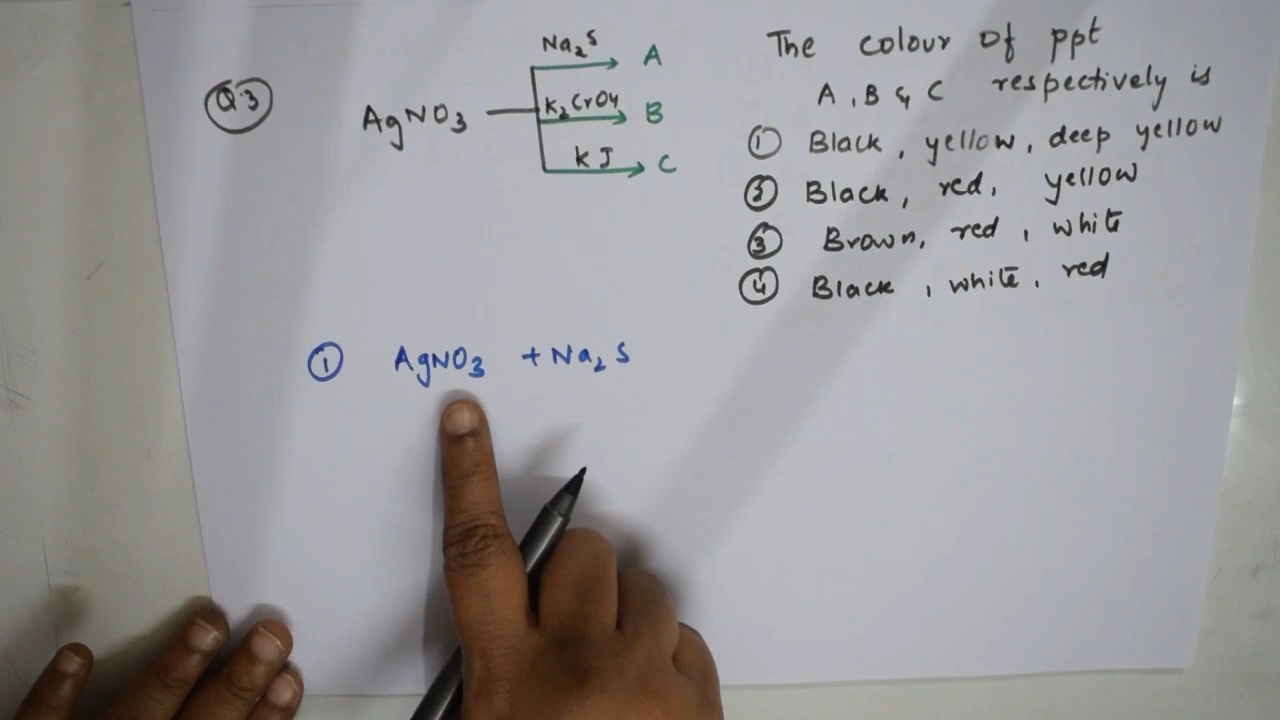 Q.3
AgNO3
Na2S A
K2CrO4 B
KI C
The colour of ppt
A, B & C respectively is
① Black, yellow, deep yellow
② Black, red, yellow
③ Brown, red, white
④ Black, white, red
① AgNO3 + Na2S